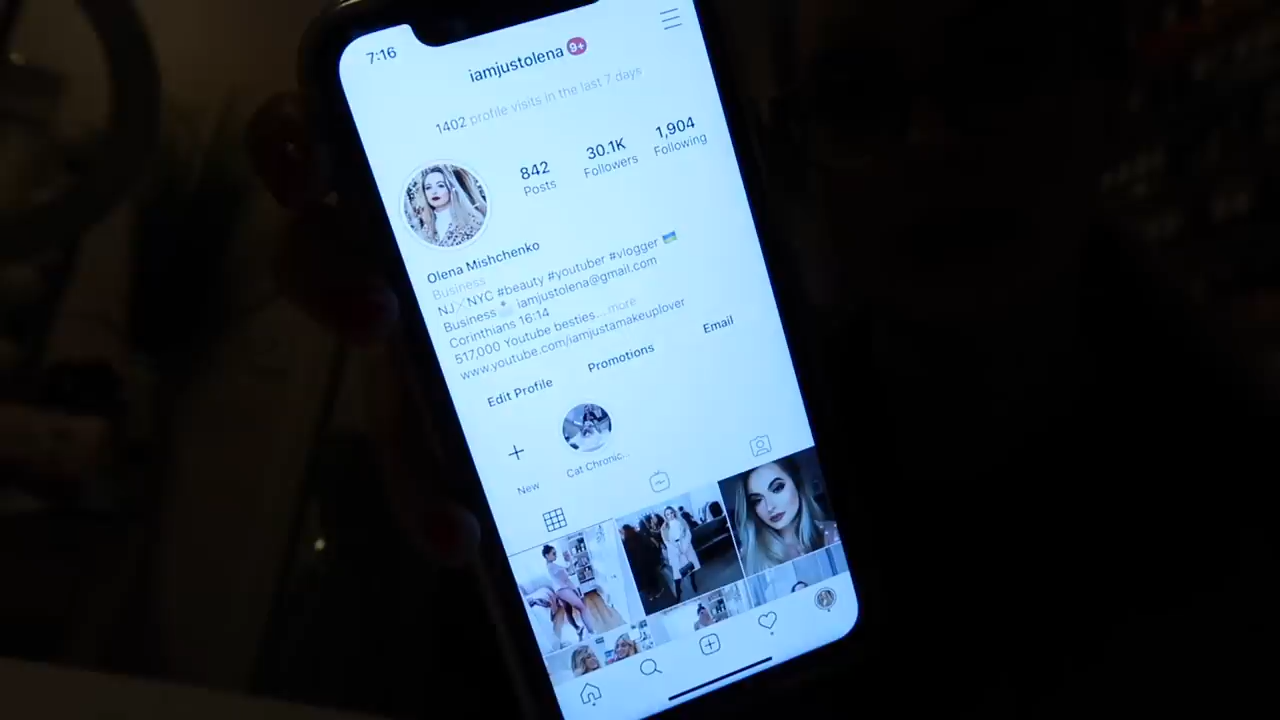 7:16
iamjustolena 9+
1402 profile visits in the last 7 days
842 Posts
30.1K Followers
1,904 Following
Olena Mishchenko
Business
NJ NYC #beauty #youtuber #vlogger
Business iamjustolena@gmail.com
Corinthians 16:14
517,000 Youtube besties... more
www.youtube.com/iamjustamakeuplover
Edit Profile
Promotions
Email
New
Cat Chronic...